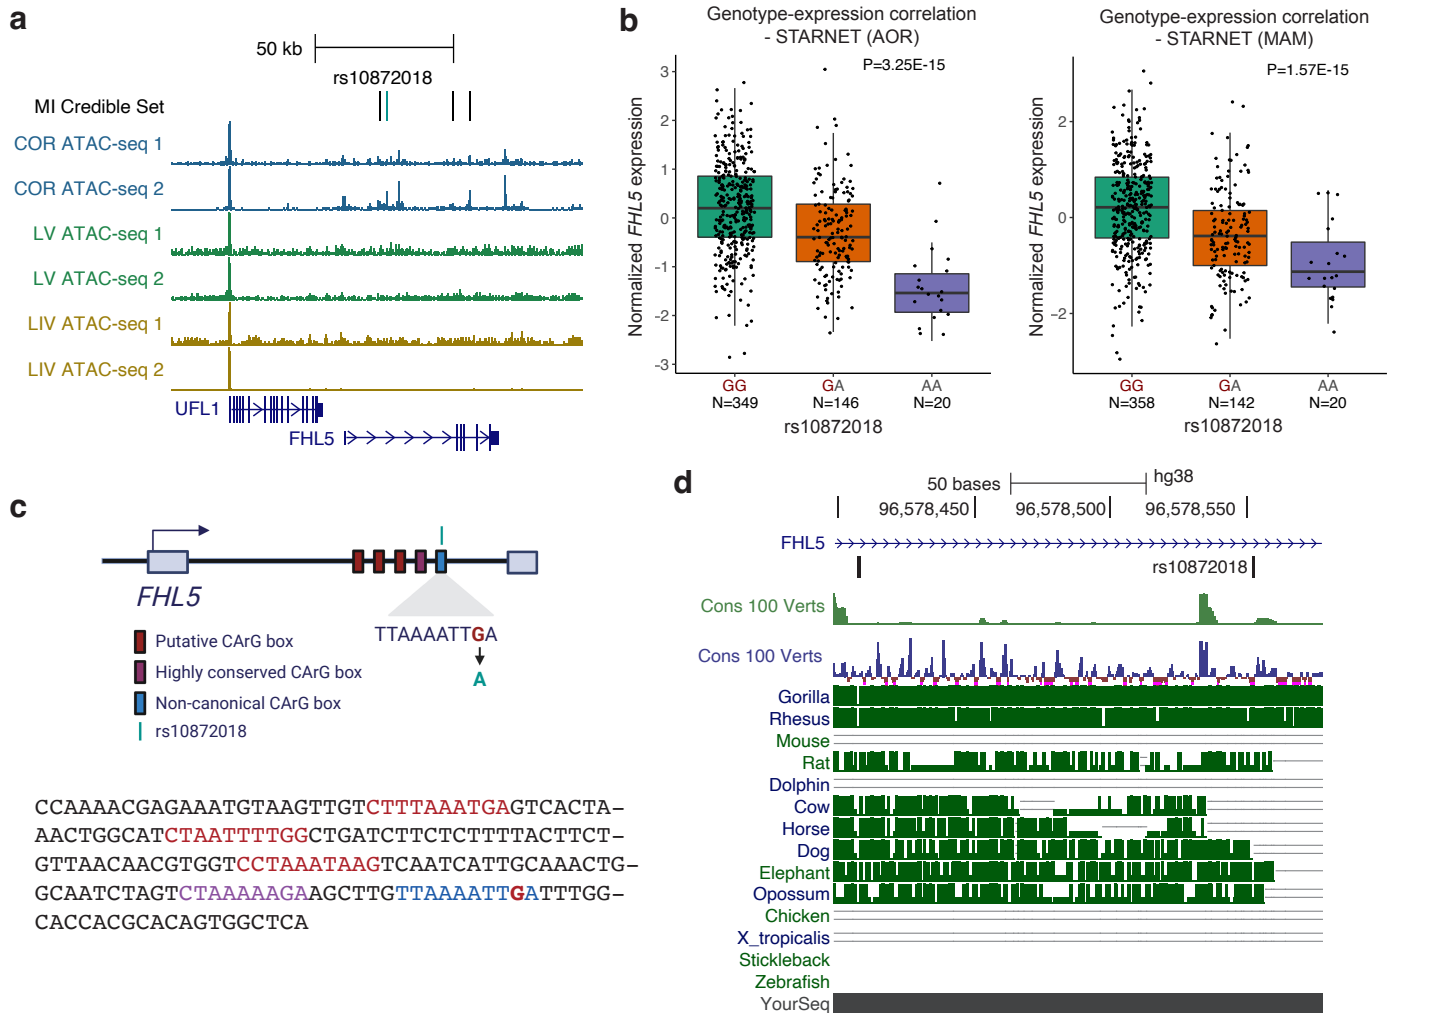 a
50 kb
rs10872018
MI Credible Set
COR ATAC-seq 1
COR ATAC-seq 2
LV ATAC-seq 1
LV ATAC-seq 2
LIV ATAC-seq 1
LIV ATAC-seq 2
UFL1
FHL5
b
Genotype-expression correlation
- STARNET (AOR)
P=3.25E-15
Normalized FHL5 expression
3
2
1
0
−1
−2
−3
GG GA AA
N=349 N=146 N=20
rs10872018
Genotype-expression correlation
- STARNET (MAM)
P=1.57E-15
Normalized FHL5 expression
2
0
−2
GG GA AA
N=358 N=142 N=20
rs10872018
c
FHL5
TTAAAATTGA
A
Putative CArG box
Highly conserved CArG box
Non-canonical CArG box
rs10872018
CCAAAACGAGAAATGTAAGTTGTCTTTAAATGAGTCACTA–
AACTGGCATCTAATTTTGGCTGATCTTCTCTTTTACTTCT–
GTTAACAACGTGGTCCTAAATAAGTCAATCATTGCAAACTG–
GCAATCTAGTCTAAAAAGAAGCTTGTTAAAATTGATTTGG–
CACCACGCACAGTGGCTCA
d
50 bases hg38
96,578,450 96,578,500 96,578,550
FHL5
rs10872018
Cons 100 Verts
Cons 100 Verts
Gorilla
Rhesus
Mouse
Rat
Dolphin
Cow
Horse
Dog
Elephant
Opossum
Chicken
X_tropicalis
Stickleback
Zebrafish
YourSeq